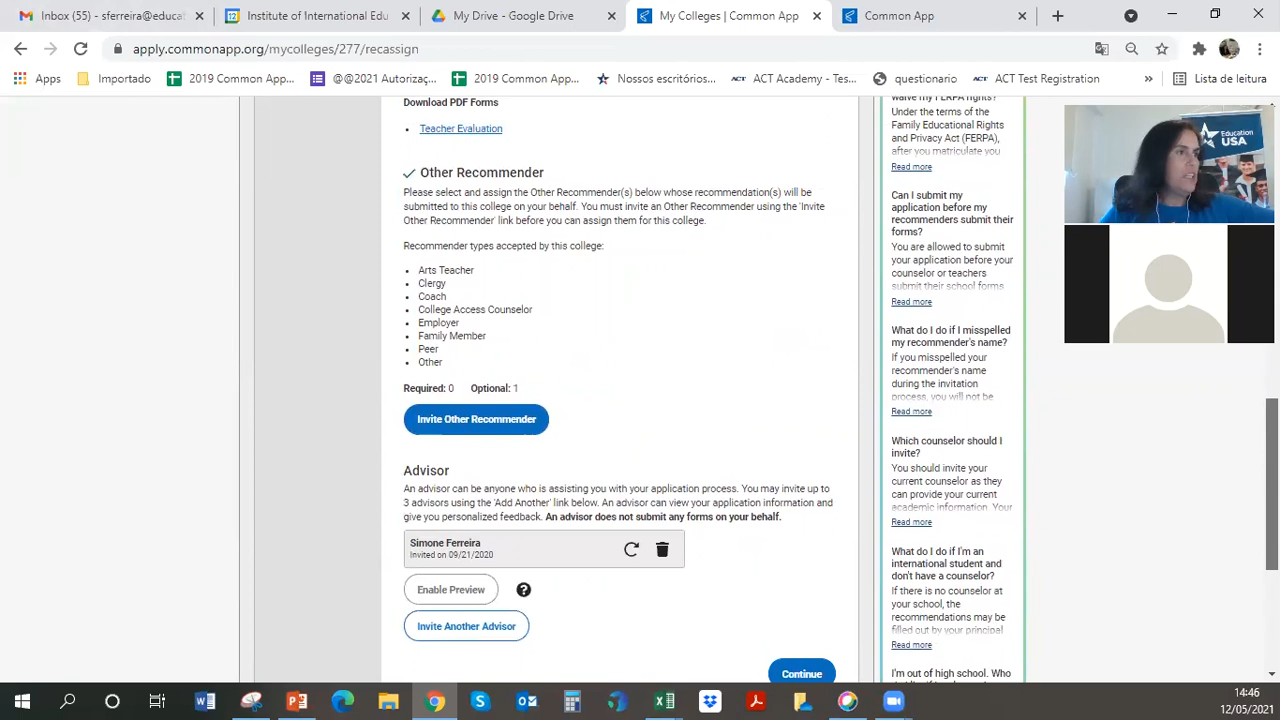 Inbox (55) - sferreira@educat
Institute of International Edu
My Drive - Google Drive
My Colleges | Common App
Common App
apply.commonapp.org/mycolleges/277/recassign
Apps
Importado
2019 Common Ap...
@@2021 Autorizaç...
2019 Common App...
Nossos escritórios...
ACT Academy - Tes...
questionario
ACT Test Registration
Lista de leitura
Download PDF Forms
Teacher Evaluation
Other Recommender
Please select and assign the Other Recommender(s) below whose recommendation(s) will be
submitted to this college on your behalf. You must invite an Other Recommender using the 'Invite
Other Recommender' link before you can assign them for this college.
Recommender types accepted by this college:
Arts Teacher
Clergy
Coach
College Access Counselor
Employer
Family Member
Peer
Other
Required: 0 Optional: 1
Invite Other Recommender
Advisor
An advisor can be anyone who is assisting you with your application process. You may invite up to
3 advisors using the 'Add Another' link below. An advisor can view your application information and
give you personalized feedback. An advisor does not submit any forms on your behalf.
Simone Ferreira
Invited on 09/21/2020
Enable Preview
Invite Another Advisor
Continue
waive my FERPA rights?
Under the terms of the
Family Educational Rights
and Privacy Act (FERPA),
after you matriculate you
Read more
Can I submit my
application before my
recommenders submit their
forms?
You are allowed to submit
your application before your
counselor or teachers
submit their school forms
Read more
What do I do if I misspelled
my recommender's name?
If you misspelled your
recommender's name
during the invitation
process, you will not be
Read more
Which counselor should I
invite?
You should invite your
current counselor as they
can provide your current
academic information. Your
Read more
What do I do if I'm an
international student and
don't have a counselor?
If there is no counselor at
your school, the
recommendations may be
filled out by your principal
Read more
I'm out of high school. Who
Education
USA
14:46
12/05/2021